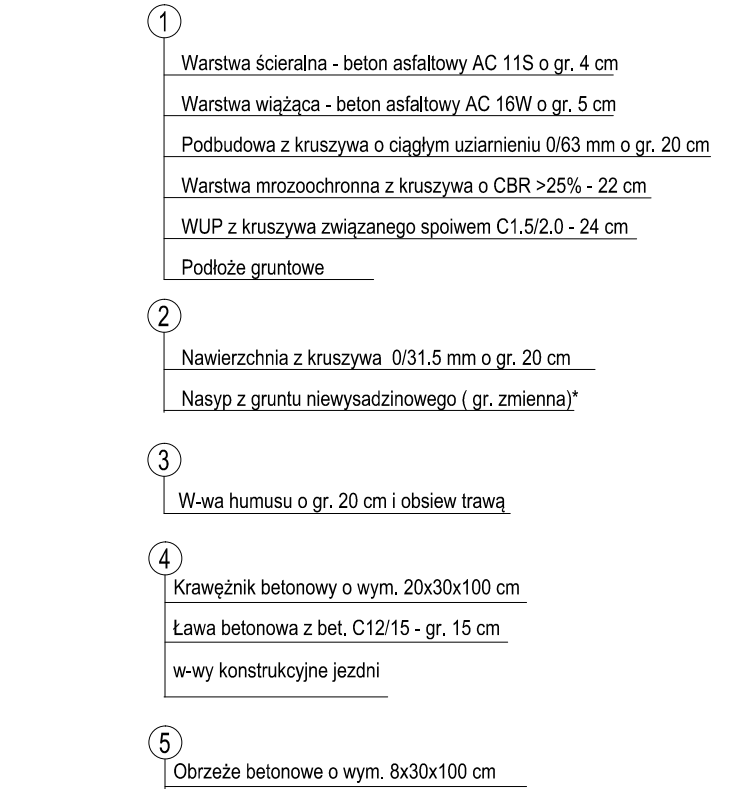 1
Warstwa ścieralna - beton asfaltowy AC 11S o gr. 4 cm
Warstwa wiążąca - beton asfaltowy AC 16W o gr. 5 cm
Podbudowa z kruszywa o ciągłym uziarnieniu 0/63 mm o gr. 20 cm
Warstwa mrozoochronna z kruszywa o CBR >25% - 22 cm
WUP z kruszywa związanego spoiwem C1.5/2.0 - 24 cm
Podłoże gruntowe
2
Nawierzchnia z kruszywa 0/31.5 mm o gr. 20 cm
Nasyp z gruntu niewysadzinowego ( gr. zmienna)*
3
W-wa humusu o gr. 20 cm i obsiew trawą
4
Krawężnik betonowy o wym. 20x30x100 cm
Ława betonowa z bet. C12/15 - gr. 15 cm
w-wy konstrukcyjne jezdni
5
Obrzeże betonowe o wym. 8x30x100 cm